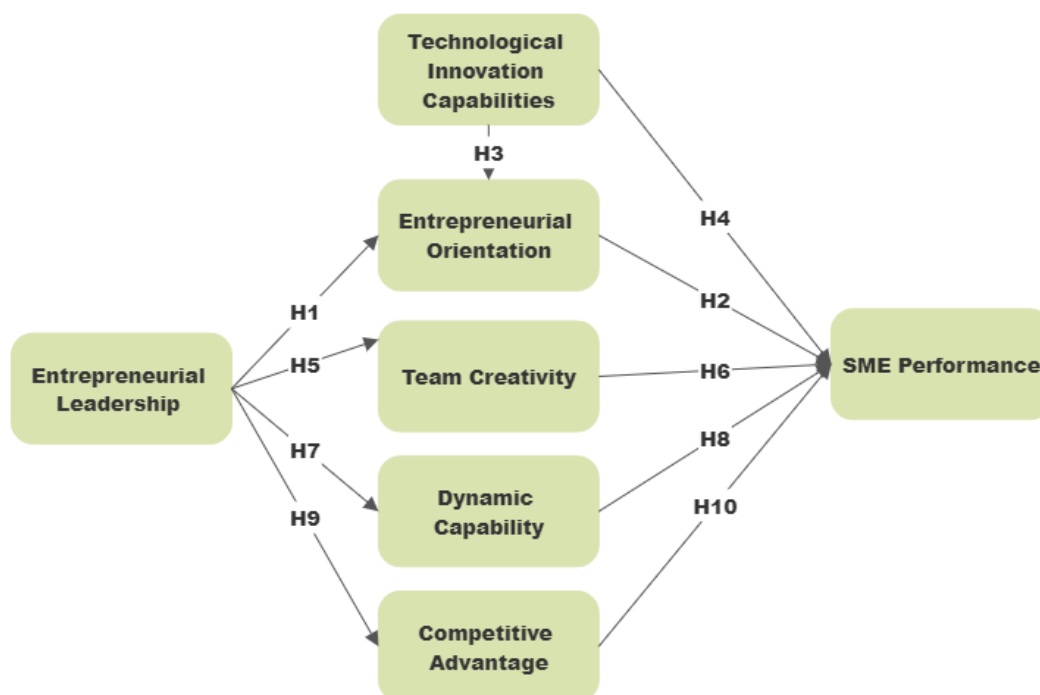 Technological
Innovation
Capabilities
H3
Entrepreneurial
Orientation
H4
H1
H2
Entrepreneurial
Leadership
H5
Team Creativity
H6
SME Performance
H7
H8
Dynamic
Capability
H9
H10
Competitive
Advantage